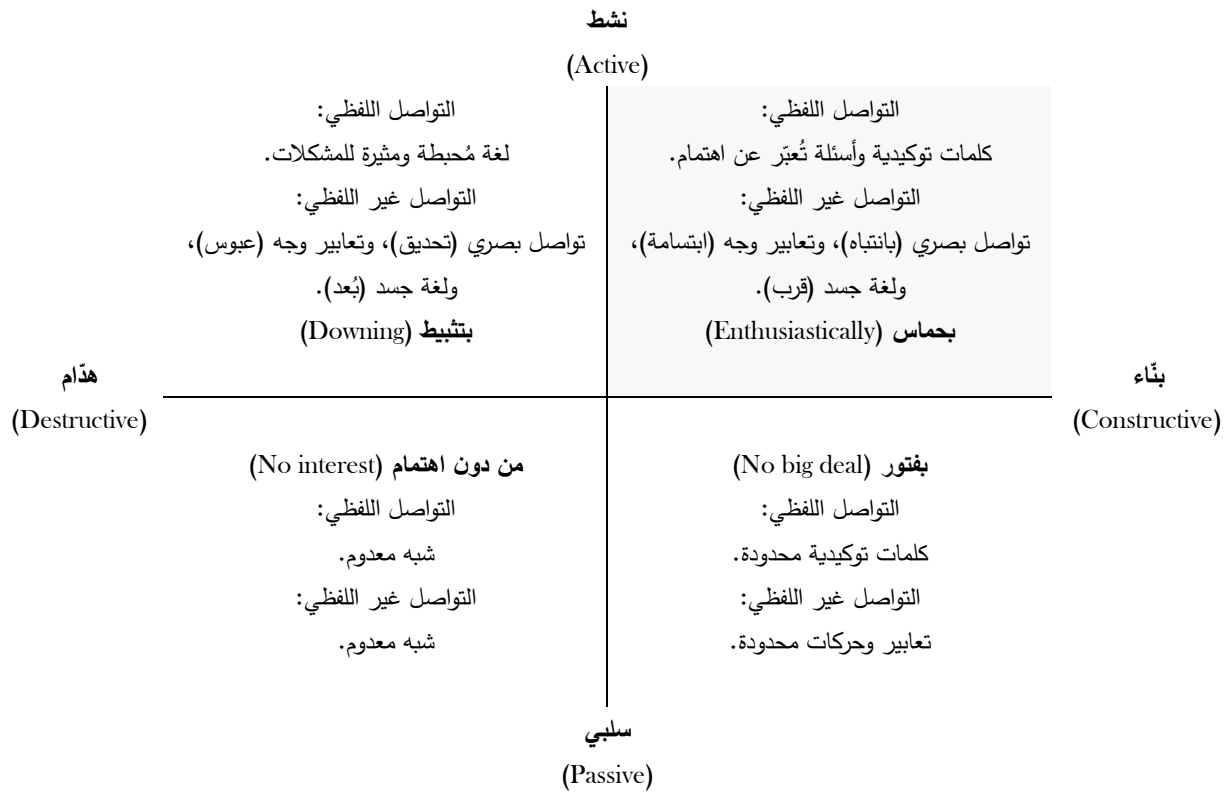 نشط
(Active)
التواصل اللفظي:
كلمات توكيدية وأسئلة تُعبّر عن اهتمام.
التواصل غير اللفظي:
تواصل بصري (بانتباه)، وتعابير وجه (ابتسامة)،
ولغة جسد (قرب).
بحماس (Enthusiastically)
التواصل اللفظي:
لغة مُحبطة ومثيرة للمشكلات.
التواصل غير اللفظي:
تواصل بصري (تحديق)، وتعابير وجه (عبوس)،
ولغة جسد (بُعد).
بتثبيط (Downing)
بنّاء
(Constructive)
هدّام
(Destructive)
بفتور (No big deal)
التواصل اللفظي:
كلمات توكيدية محدودة.
التواصل غير اللفظي:
تعابير وحركات محدودة.
من دون اهتمام (No interest)
التواصل اللفظي:
شبه معدوم.
التواصل غير اللفظي:
شبه معدوم.
سلبي
(Passive)